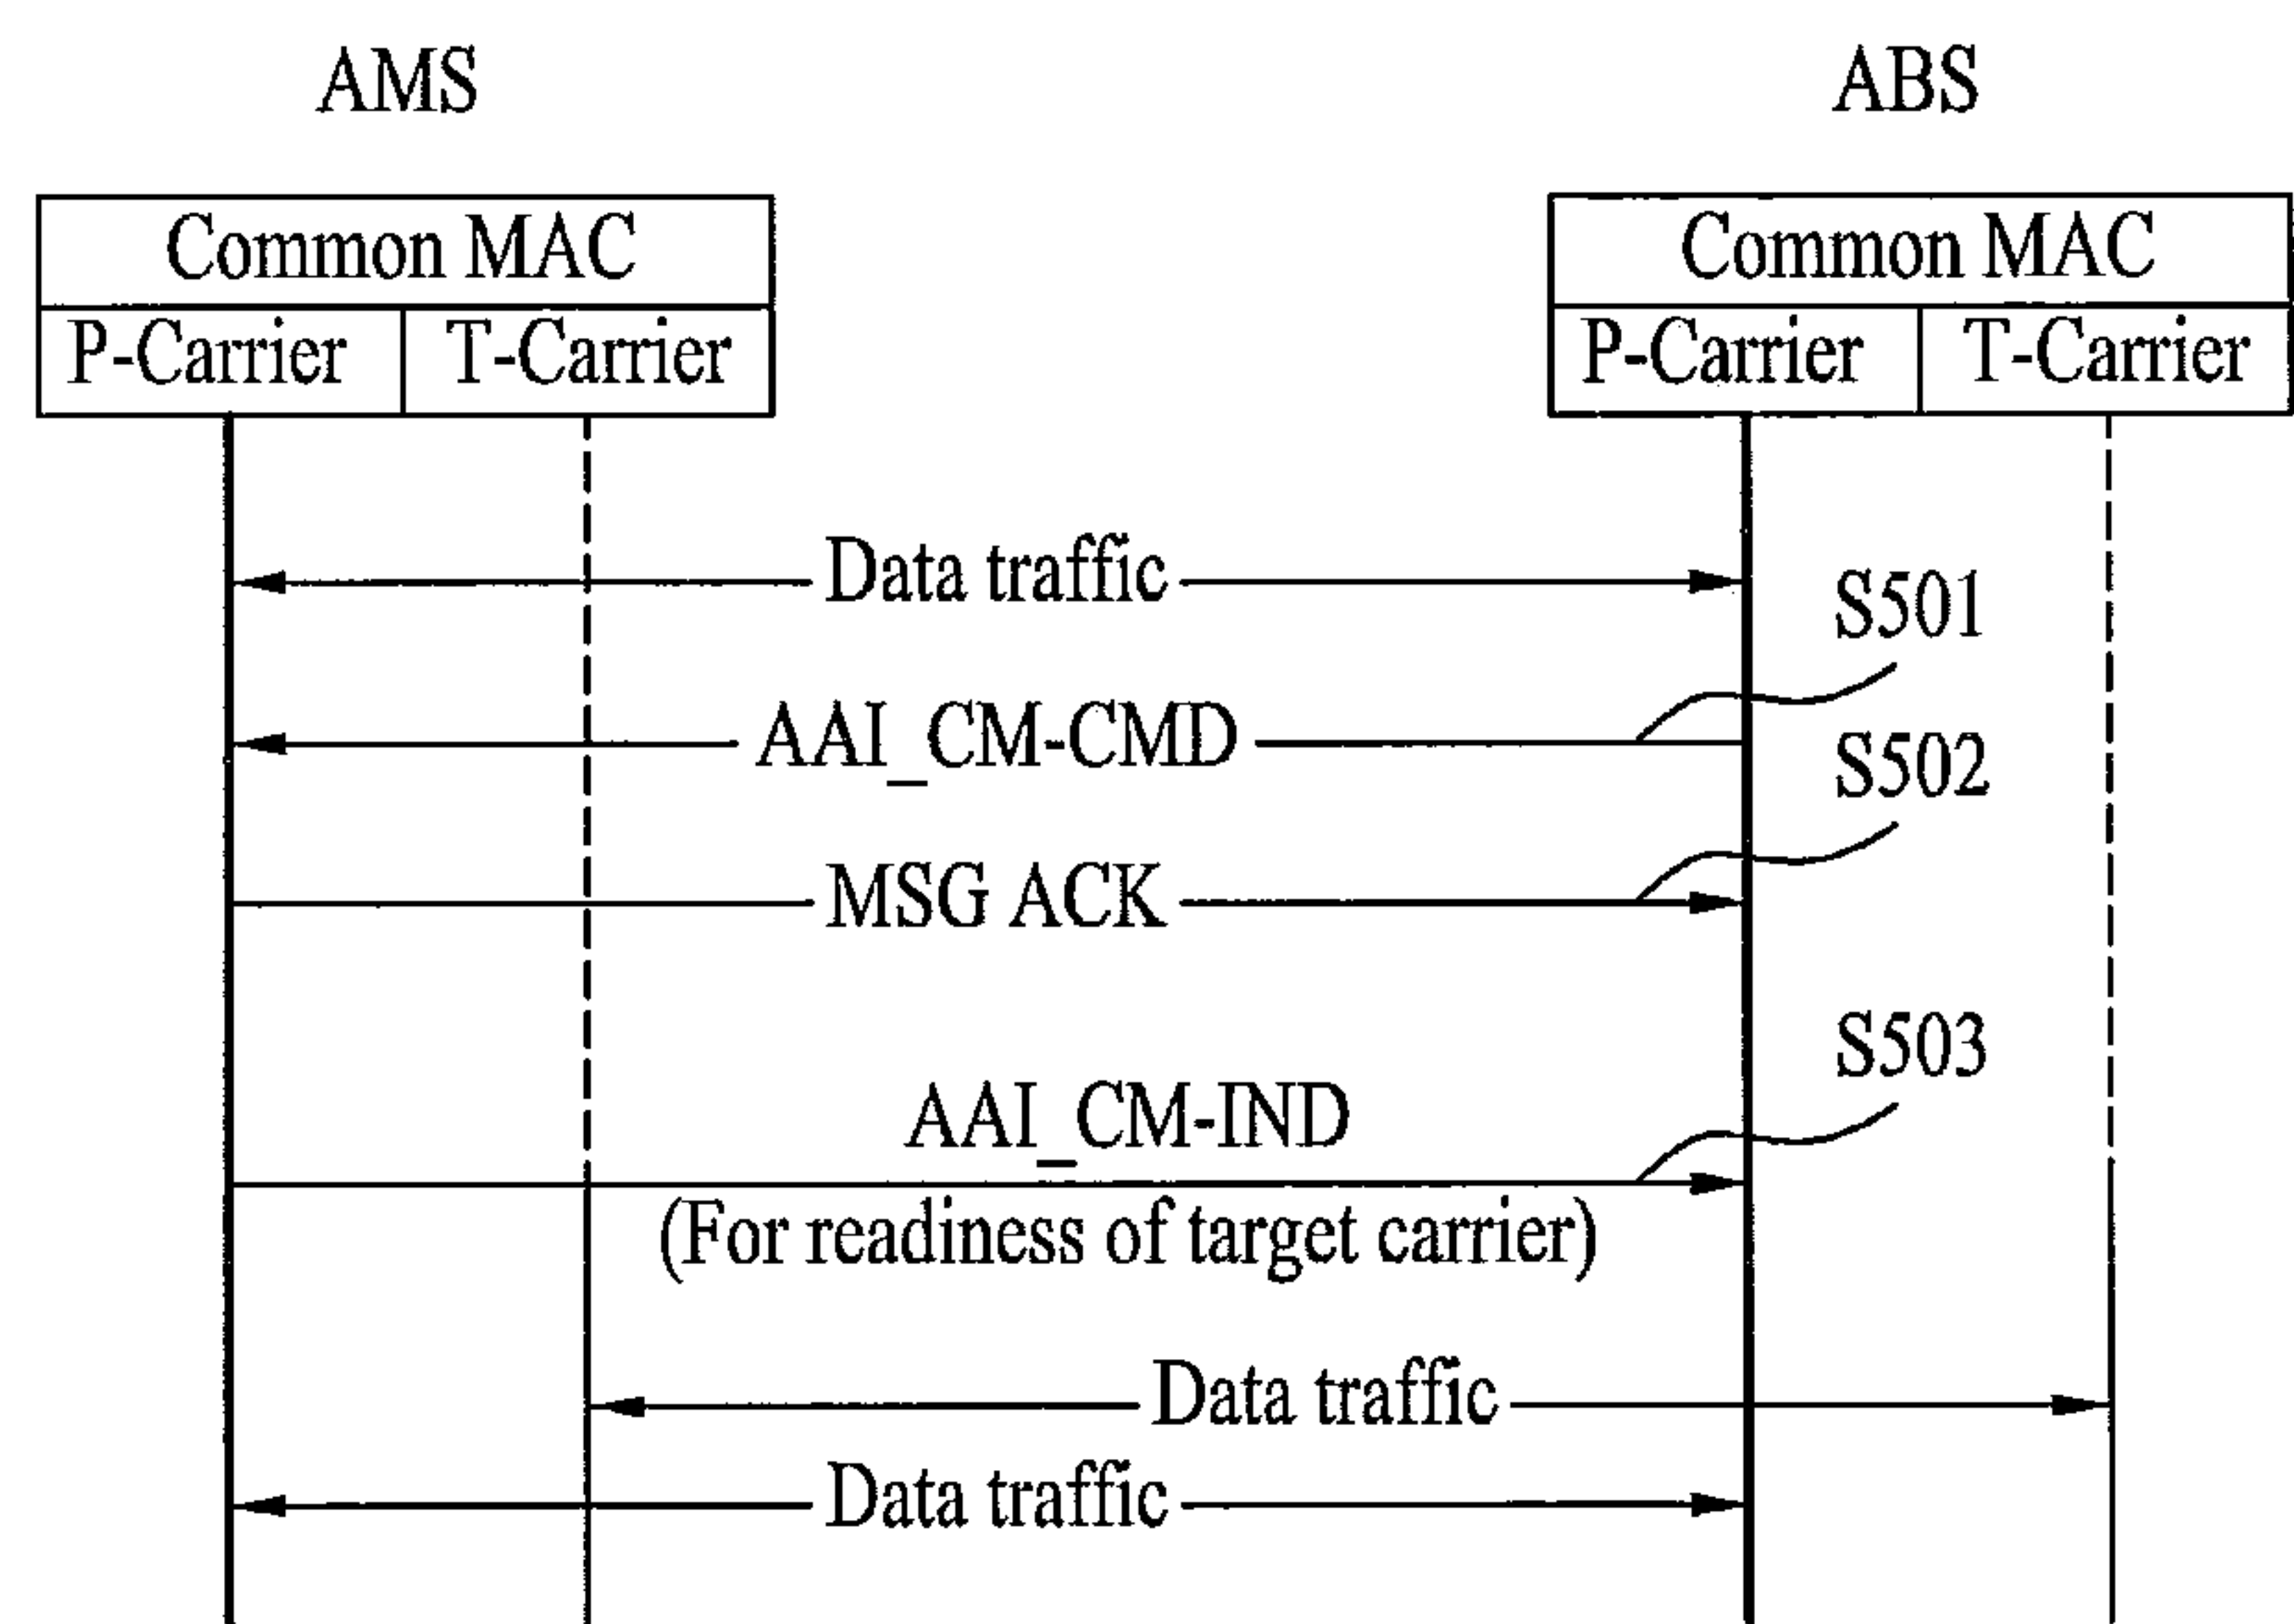 AMS
ABS
Common MAC
P-Carrier
T-Carrier
Common MAC
P-Carrier
T-Carrier
Data traffic
S501
AAI_CM-CMD
S502
MSG ACK
S503
AAI_CM-IND
(For readiness of target carrier)
Data traffic
Data traffic